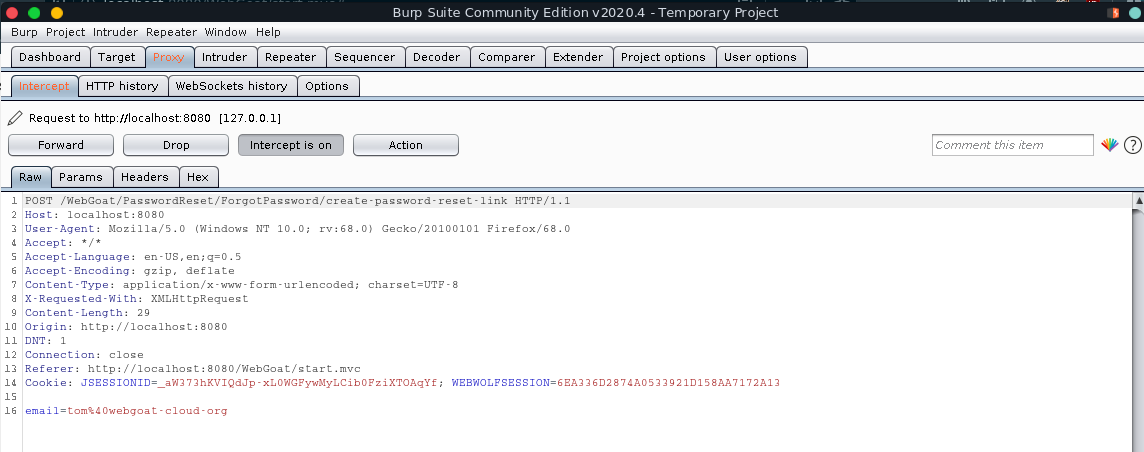 Burp Suite Community Edition v2020.4 - Temporary Project
Burp Project Intruder Repeater Window Help
Dashboard Target Proxy Intruder Repeater Sequencer Decoder Comparer Extender Project options User options
Intercept HTTP history WebSockets history Options
Request to http://localhost:8080 [127.0.0.1]
Forward Drop Intercept is on Action Comment this item ?
Raw Params Headers Hex
1 POST /WebGoat/PasswordReset/ForgotPassword/create-password-reset-link HTTP/1.1
2 Host: localhost:8080
3 User-Agent: Mozilla/5.0 (Windows NT 10.0; rv:68.0) Gecko/20100101 Firefox/68.0
4 Accept: */*
5 Accept-Language: en-US,en;q=0.5
6 Accept-Encoding: gzip, deflate
7 Content-Type: application/x-www-form-urlencoded; charset=UTF-8
8 X-Requested-With: XMLHttpRequest
9 Content-Length: 29
10 Origin: http://localhost:8080
11 DNT: 1
12 Connection: close
13 Referer: http://localhost:8080/WebGoat/start.mvc
14 Cookie: JSESSIONID=_aW373hKVIQdJp-xL0WGFywMyLCib0FziXTOAqYf; WEBWOLFSESSION=6EA336D2874A0533921D158AA7172A13
15
16 email=tom%40webgoat-cloud-org